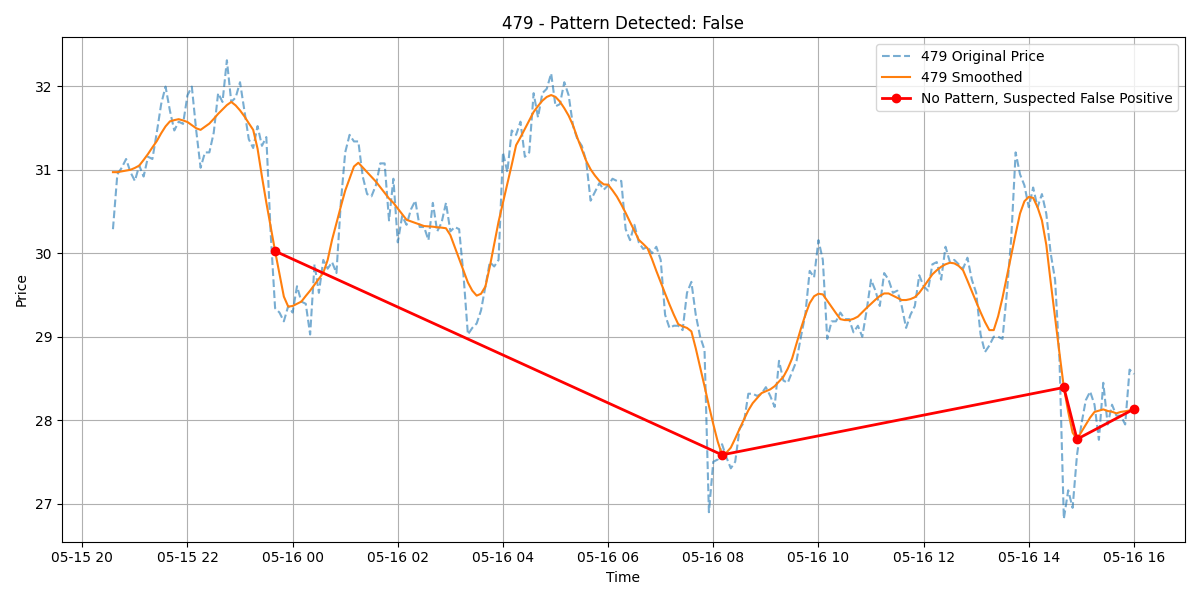 479 - Pattern Detected: False
479 Original Price
479 Smoothed
No Pattern, Suspected False Positive
Price
32
31
30
29
28
27
05-15 20
05-15 22
05-16 00
05-16 02
05-16 04
05-16 06
05-16 08
05-16 10
05-16 12
05-16 14
05-16 16
Time